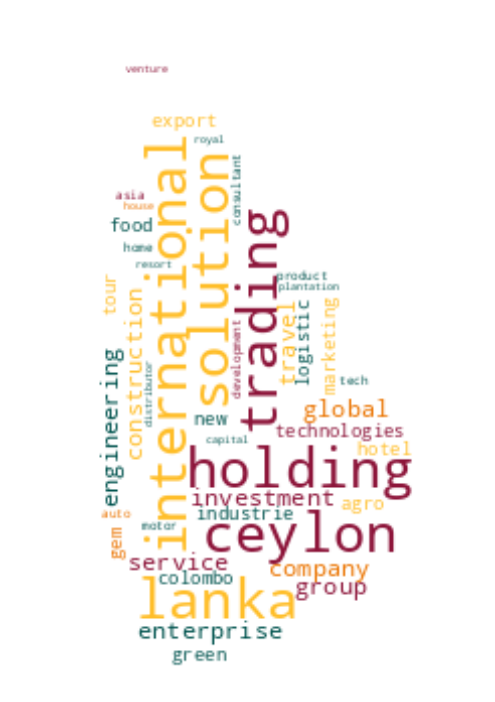 venture
export
royal
international
solution
consultant
asia
house
food
trading
home
resort
product
plantation
tour
construction
travel
logistic
marketing
development
engineering
distributor
tech
global
new
technologies
capital
hotel
holding
investment
agro
auto
industrie
motor
ceylon
gem
service
company
colombo
group
lanka
enterprise
green